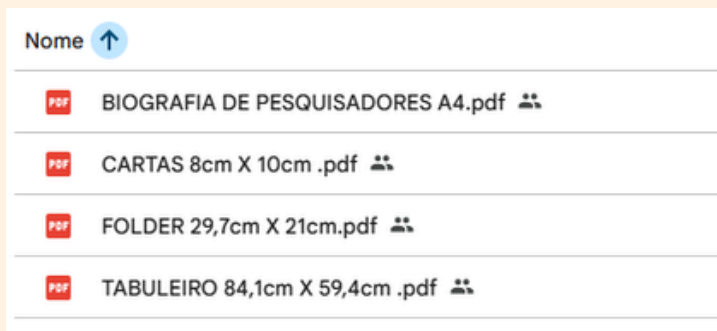 Nome
PDF BIOGRAFIA DE PESQUISADORES A4.pdf
PDF CARTAS 8cm X 10cm .pdf
PDF FOLDER 29,7cm X 21cm.pdf
PDF TABULEIRO 84,1cm X 59,4cm .pdf